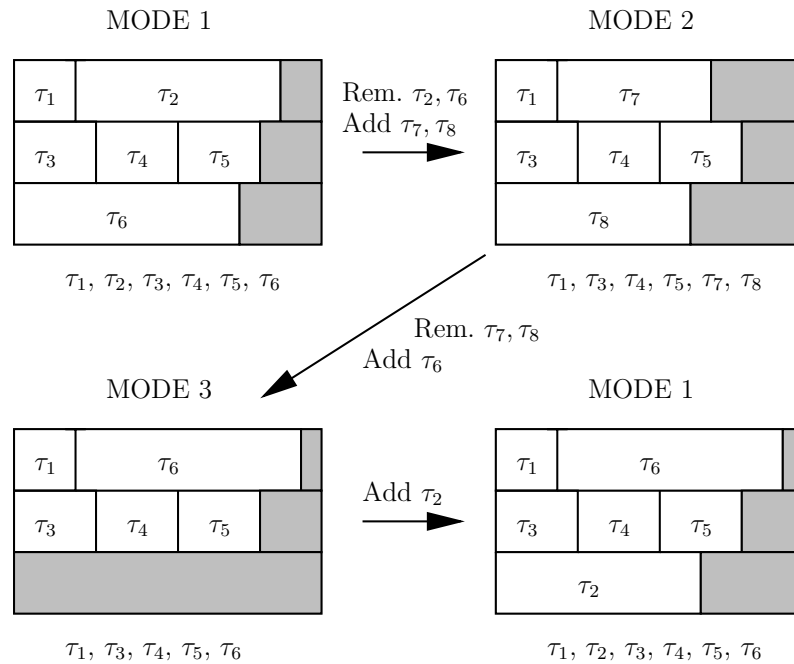 MODE 1
τ₁ τ₂
τ₃ τ₄ τ₅
τ₆
τ₁, τ₂, τ₃, τ₄, τ₅, τ₆
Rem. τ₂, τ₆
Add τ₇, τ₈
MODE 2
τ₁ τ₇
τ₃ τ₄ τ₅
τ₈
τ₁, τ₃, τ₄, τ₅, τ₇, τ₈
Rem. τ₇, τ₈
Add τ₆
MODE 3
τ₁ τ₆
τ₃ τ₄ τ₅
τ₁, τ₃, τ₄, τ₅, τ₆
Add τ₂
MODE 1
τ₁ τ₆
τ₃ τ₄ τ₅
τ₂
τ₁, τ₂, τ₃, τ₄, τ₅, τ₆